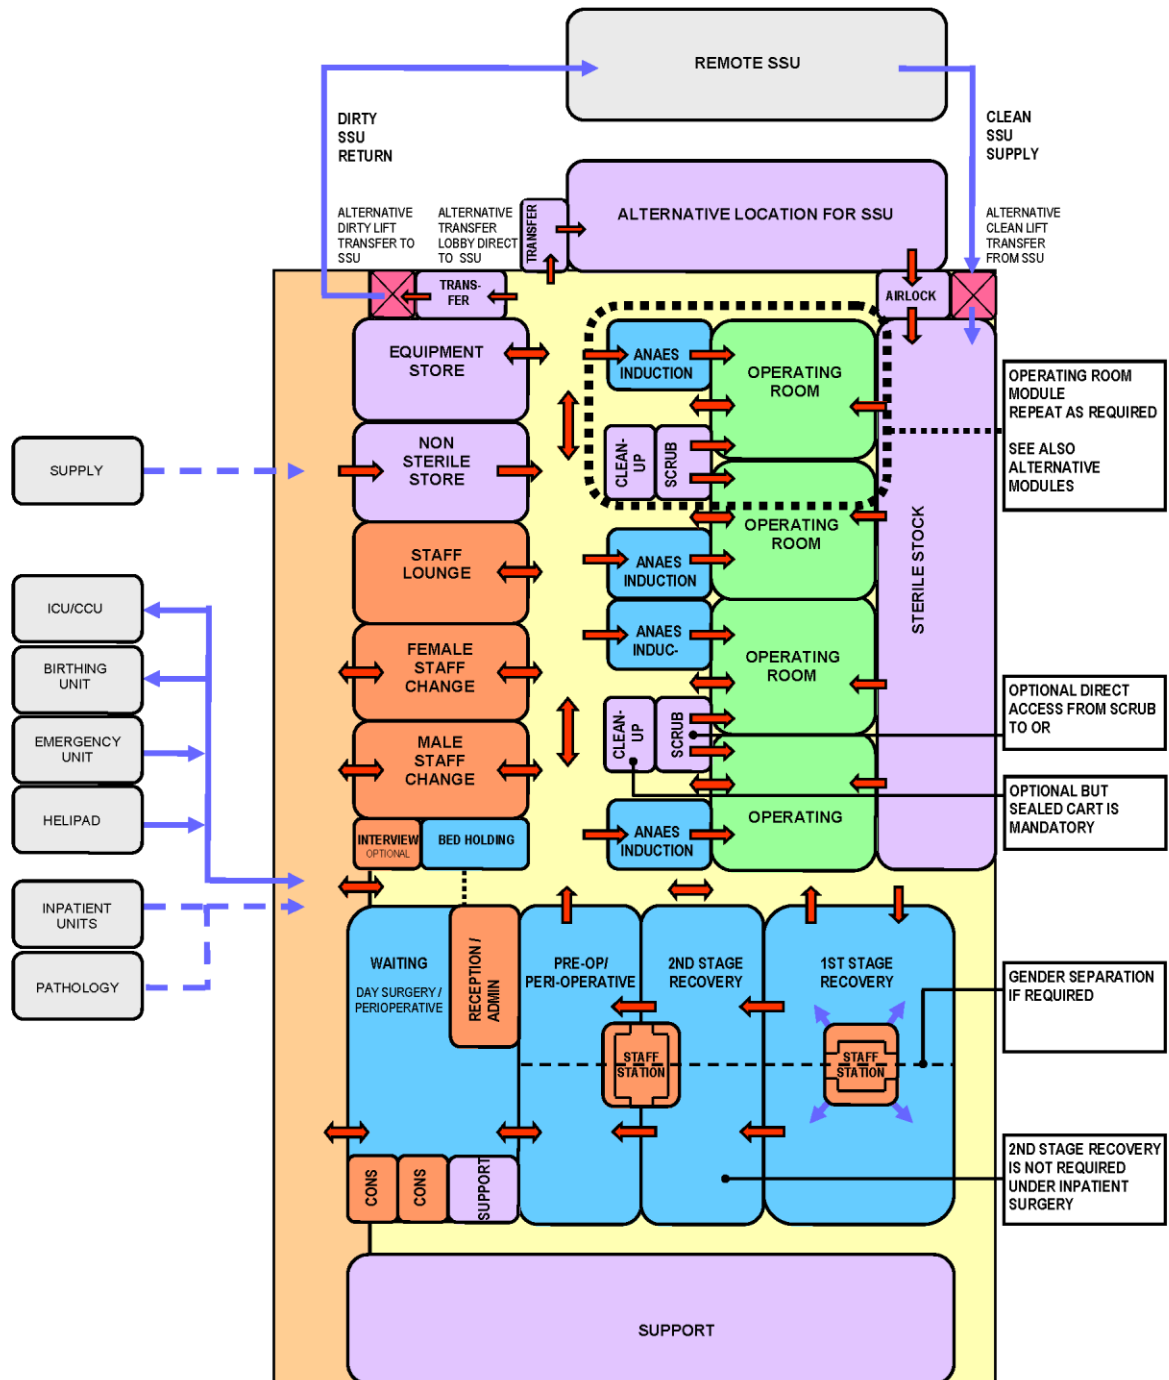 REMOTE SSU
DIRTY
SSU
RETURN
CLEAN
SSU
SUPPLY
ALTERNATIVE
DIRTY LIFT
TRANSFER TO
SSU
ALTERNATIVE
TRANSFER
LOBBY DIRECT
TO SSU
TRANSFER
ALTERNATIVE LOCATION FOR SSU
ALTERNATIVE
CLEAN LIFT
TRANSFER
FROM SSU
TRANS-
FER
AIRLOCK
EQUIPMENT
STORE
ANAES
INDUCTION
OPERATING
ROOM
OPERATING ROOM
MODULE
REPEAT AS REQUIRED
SEE ALSO
ALTERNATIVE
MODULES
SUPPLY
NON
STERILE
STORE
CLEAN-
UP
SCRUB
OPERATING
ROOM
STERILE STOCK
STAFF
LOUNGE
ANAES
INDUCTION
ICU/CCU
BIRTHING
UNIT
EMERGENCY
UNIT
HELIPAD
FEMALE
STAFF
CHANGE
ANAES
INDUC-
OPERATING
ROOM
OPTIONAL DIRECT
ACCESS FROM SCRUB
TO OR
MALE
STAFF
CHANGE
CLEAN-
UP
SCRUB
OPERATING
OPTIONAL BUT
SEALED CART IS
MANDATORY
INTERVIEW
OPTIONAL
BED HOLDING
ANAES
INDUCTION
INPATIENT
UNITS
PATHOLOGY
WAITING
DAY SURGERY /
PERIOPERATIVE
RECEPTION /
ADMIN
PRE-OP/
PERI-OPERATIVE
2ND STAGE
RECOVERY
1ST STAGE
RECOVERY
GENDER SEPARATION
IF REQUIRED
STAFF
STATION
STAFF
STATION
CONS
CONS
SUPPORT
2ND STAGE RECOVERY
IS NOT REQUIRED
UNDER INPATIENT
SURGERY
SUPPORT